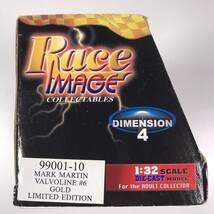 Race
IMAGE
COLLECTABLES
DIMENSION
4
1:32 SCALE
DIE-CAST MODEL
For the ADULT COLLECTOR
99001-10
MARK MARTIN
VALVOLINE #6
GOLD
LIMITED EDITION